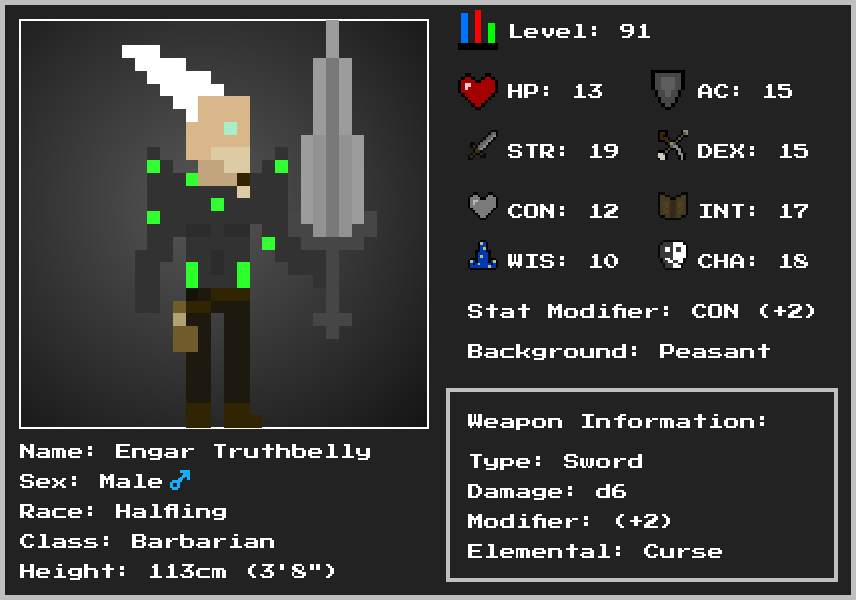 Level: 91
HP: 13
AC: 15
STR: 19
DEX: 15
CON: 12
INT: 17
WIS: 10
CHA: 18
Stat Modifier: CON (+2)
Background: Peasant
Weapon Information:
Type: Sword
Damage: d6
Modifier: (+2)
Elemental: Curse
Name: Engar Truthbelly
Sex: Male ♂
Race: Halfling
Class: Barbarian
Height: 113cm (3'8")